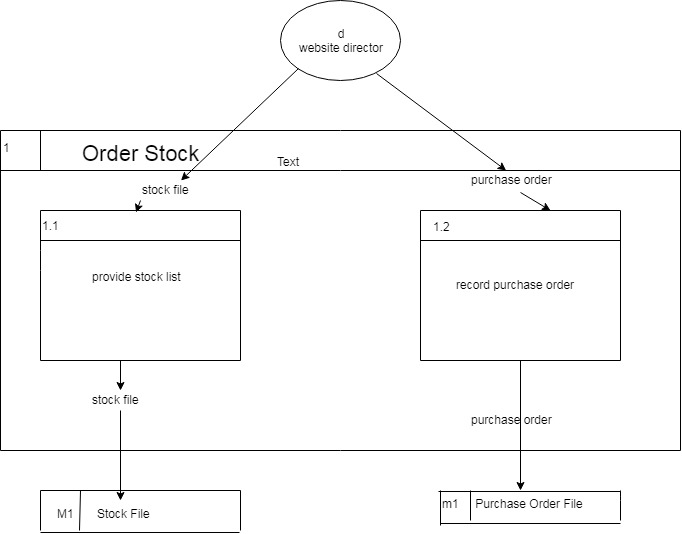 d
website director
1
Order Stock
Text
stock file
purchase order
1.1
1.2
provide stock list
record purchase order
stock file
purchase order
M1
Stock File
m1
Purchase Order File